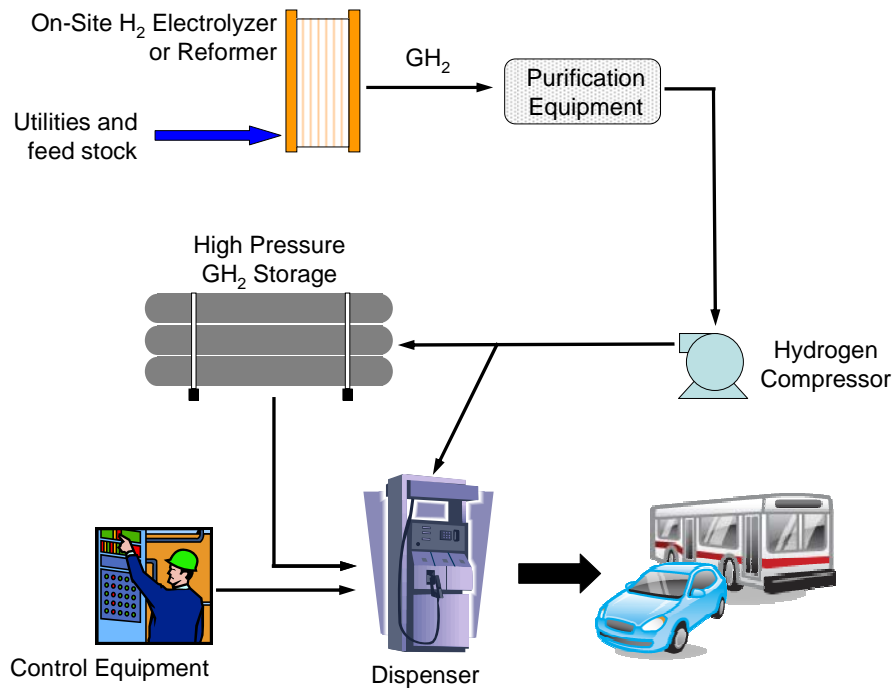 On-Site H₂ Electrolyzer
or Reformer
GH₂
Purification
Equipment
Utilities and
feed stock
High Pressure
GH₂ Storage
Hydrogen
Compressor
Control Equipment
Dispenser